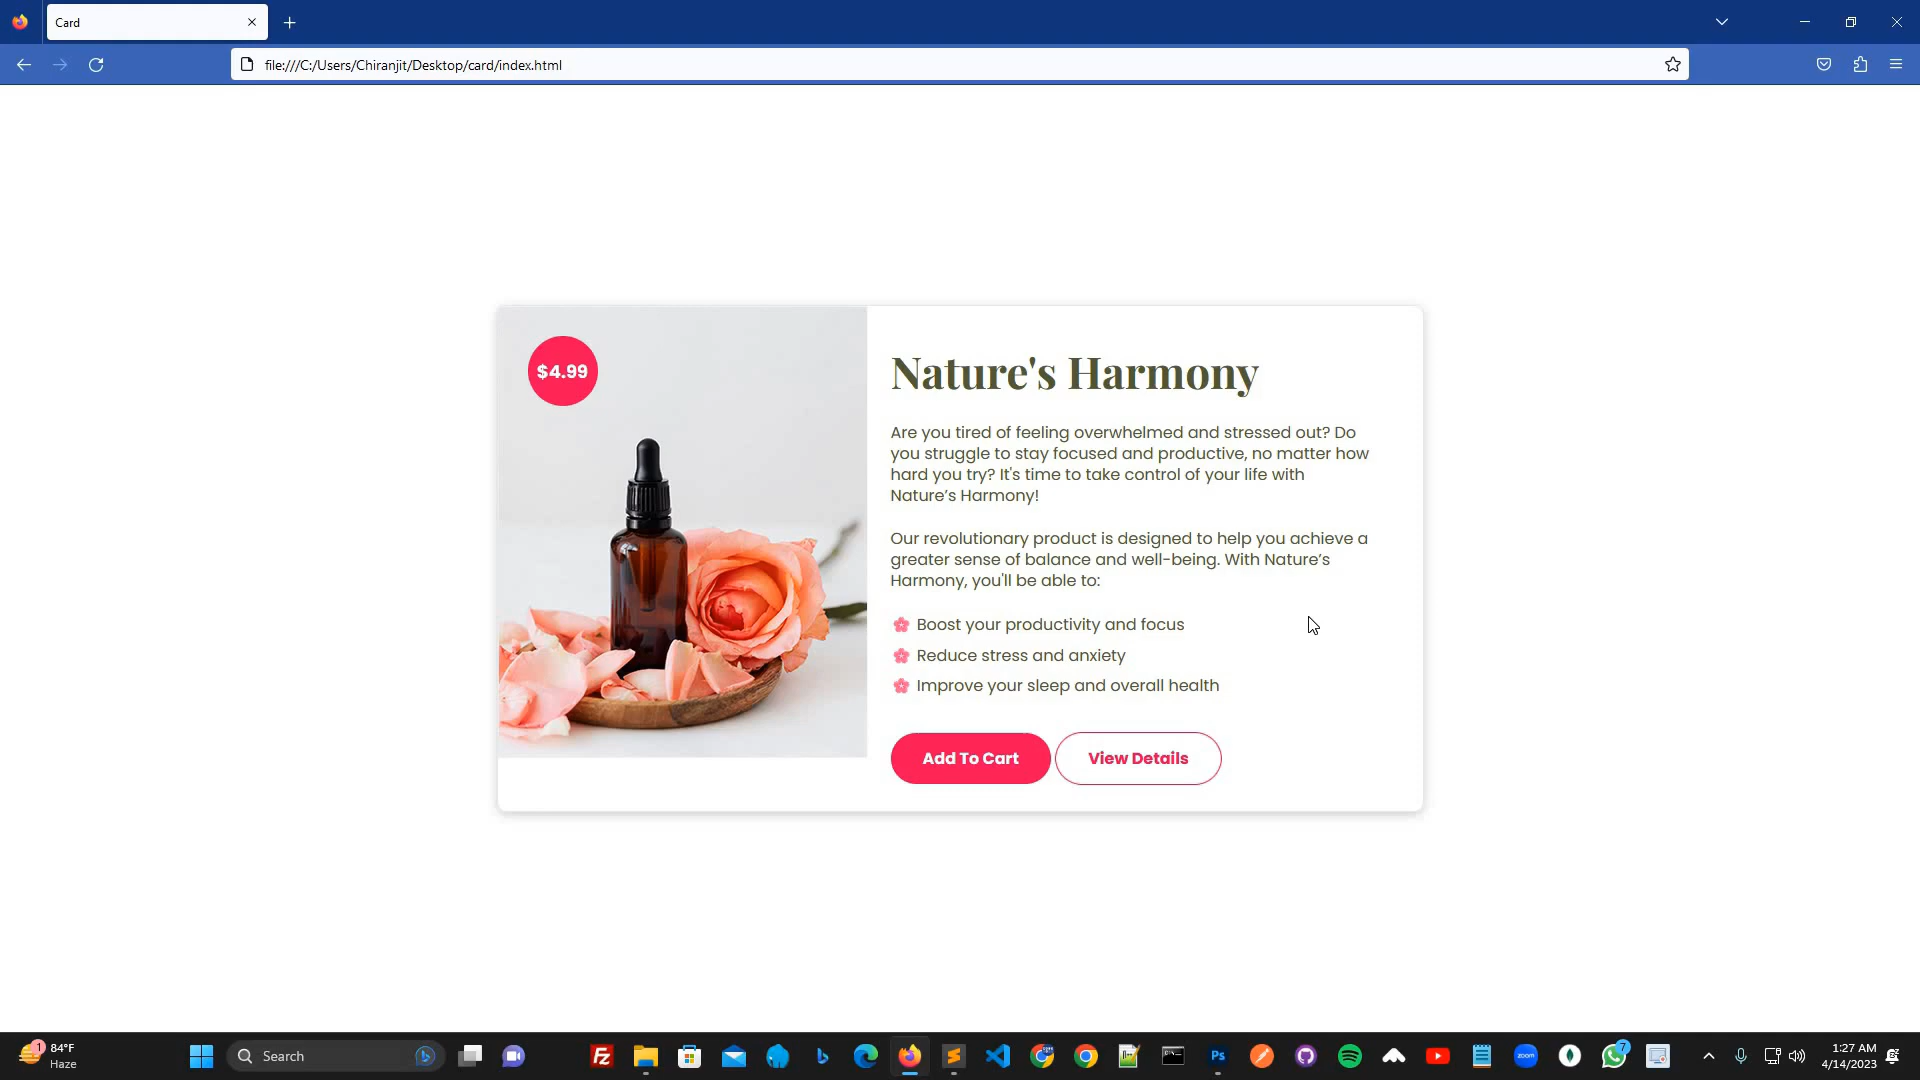 Card
file:///C:/Users/Chiranjit/Desktop/card/index.html
$4.99
Nature's Harmony
Are you tired of feeling overwhelmed and stressed out? Do
you struggle to stay focused and productive, no matter how
hard you try? It's time to take control of your life with
Nature’s Harmony!
Our revolutionary product is designed to help you achieve a
greater sense of balance and well-being. With Nature’s
Harmony, you'll be able to:
Boost your productivity and focus
Reduce stress and anxiety
Improve your sleep and overall health
Add To Cart
View Details
1
84°F
Haze
Search
Fz
Ps
zoom
7
1:27 AM
4/14/2023